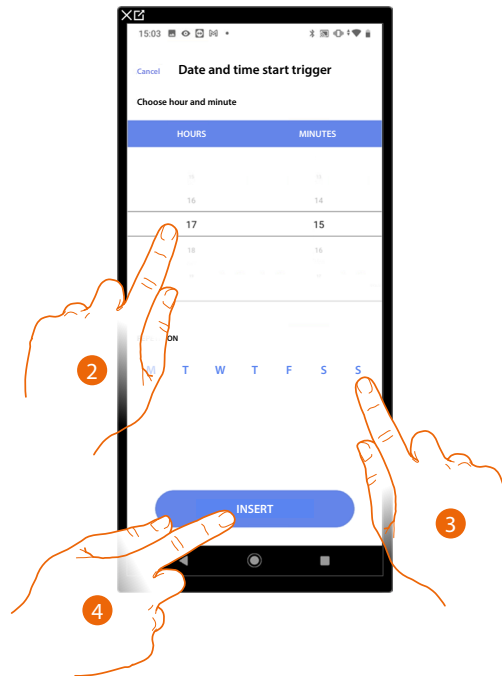 15:03
Cancel Date and time start trigger
Choose hour and minute
HOURS MINUTES
16 14
17 15
18 16
ON
M T W T F S S
2
INSERT
3
4